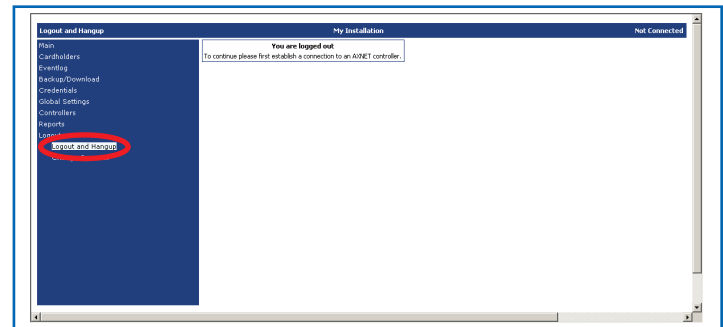 Logout and Hangup My Installation Not Connected
Main
Cardholders
Eventlog
Backup/Download
Credentials
Global Settings
Controllers
Reports
Logout and Hangup
You are logged out
To continue please first establish a connection to an AXNET controller.